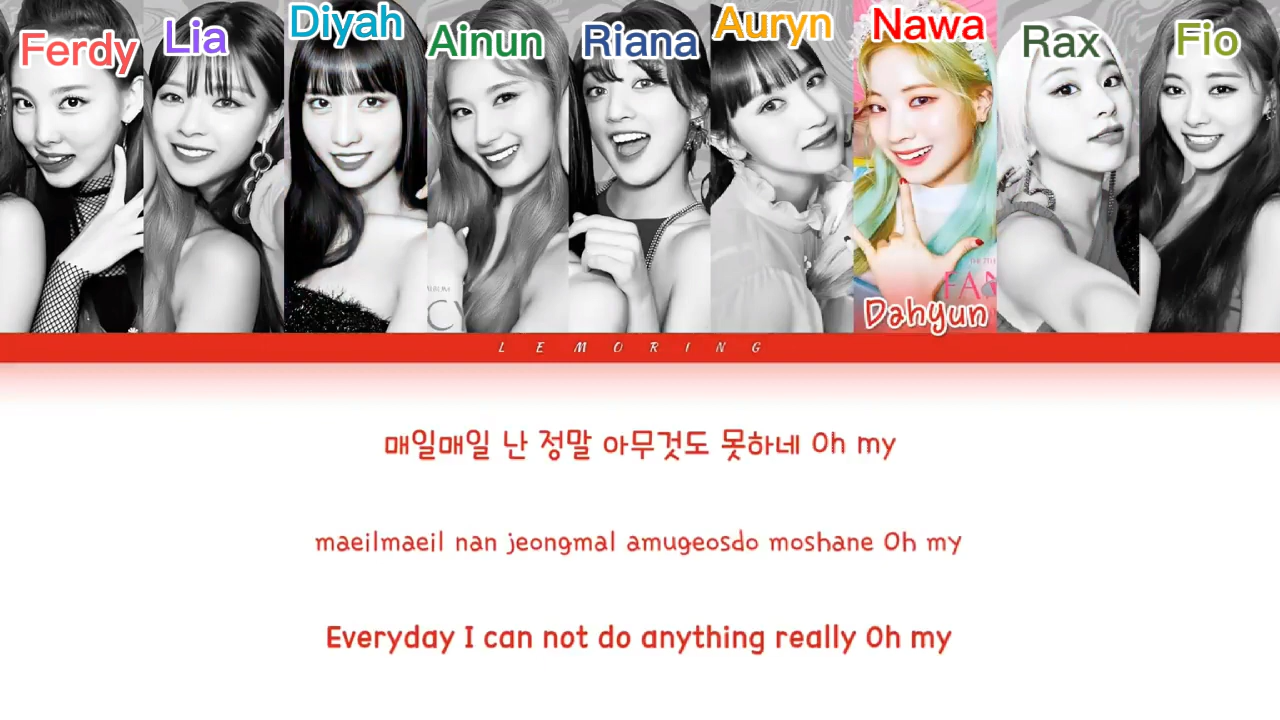 Ferdy Lia Diyah Ainun Riana Auryn Nawa Rax Fio
Dahyun
LEMORING
매일매일 난 정말 아무것도 못하네 Oh my
maeilmaeil nan jeongmal amugeosdo moshane Oh my
Everyday I can not do anything really Oh my